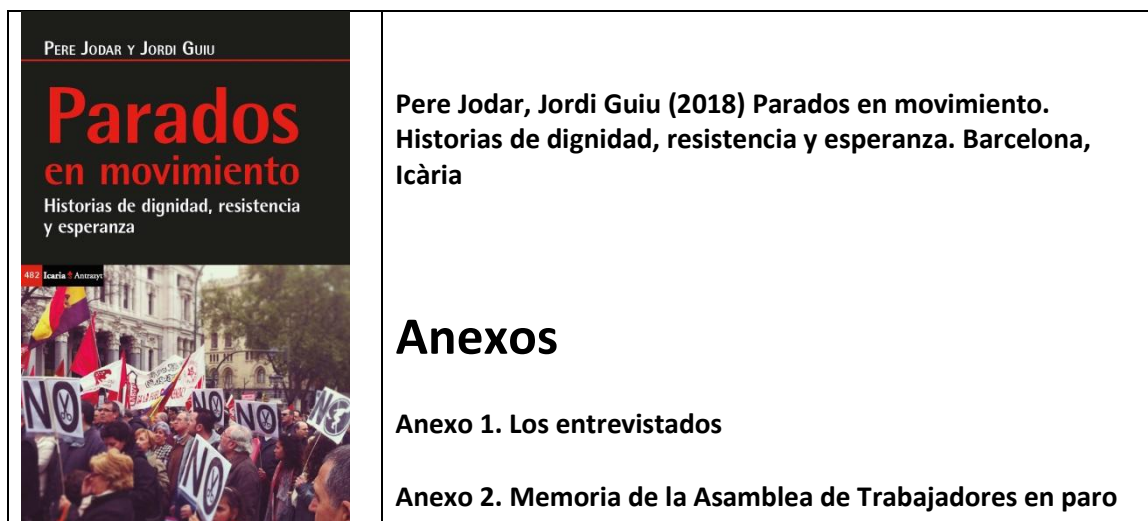 PERE JODAR Y JORDI GUIU
Parados
en movimiento
Historias de dignidad, resistencia
y esperanza
482 Icaria Antrazyt
NO
NO
NO
NO
NO
Pere Jodar, Jordi Guiu (2018) Parados en movimiento.
Historias de dignidad, resistencia y esperanza. Barcelona,
Icària
Anexos
Anexo 1. Los entrevistados
Anexo 2. Memoria de la Asamblea de Trabajadores en paro